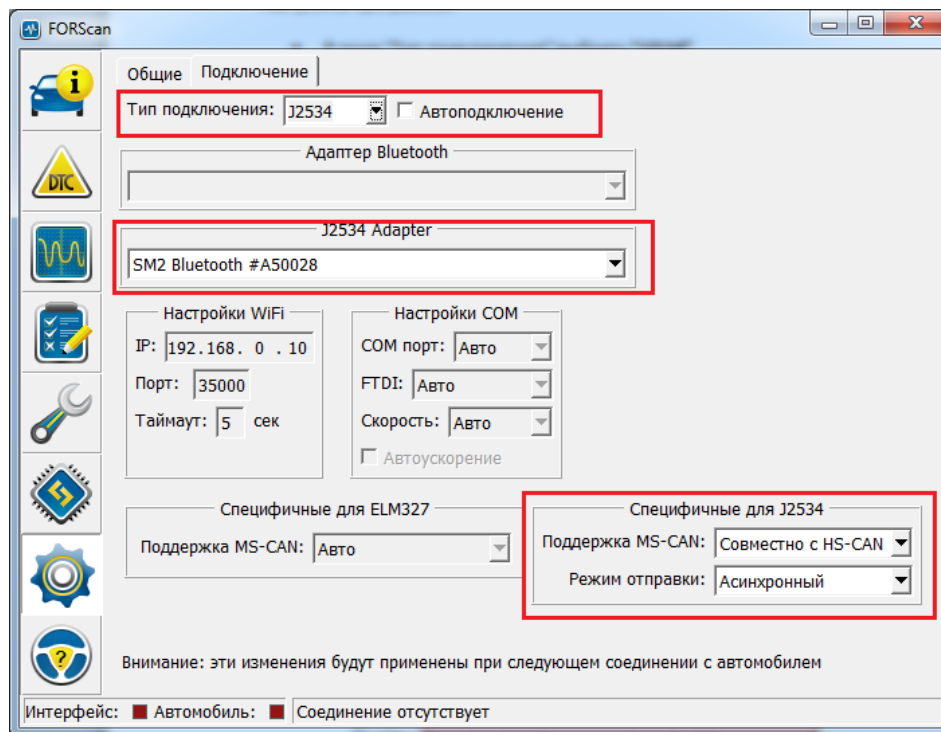 FORScan
Общие
Подключение
Тип подключения: J2534
Автоподключение
Адаптер Bluetooth
J2534 Adapter
SM2 Bluetooth #A50028
Настройки WiFi
IP: 192.168. 0 . 10
Порт: 35000
Таймаут: 5 сек
Настройки COM
COM порт: Авто
FTDI: Авто
Скорость: Авто
Автоускорение
Специфичные для ELM327
Поддержка MS-CAN: Авто
Специфичные для J2534
Поддержка MS-CAN: Совместно с HS-CAN
Режим отправки: Асинхронный
Внимание: эти изменения будут применены при следующем соединении с автомобилем
Интерфейс: Автомобиль: Соединение отсутствует
i
DTC
?